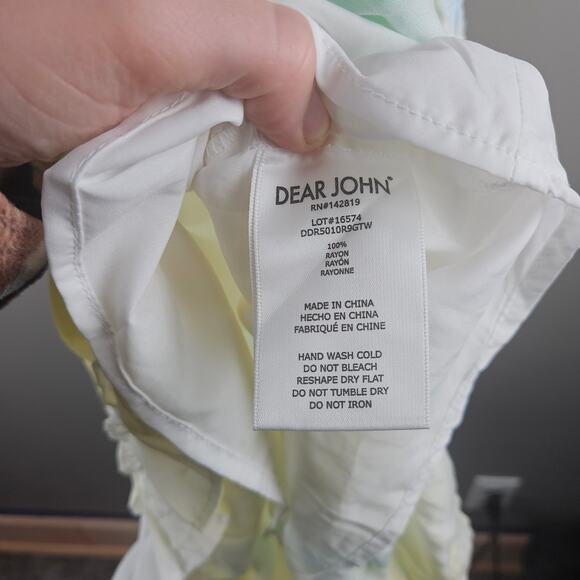 DEAR JOHN
RN#142819
LOT#16574
DDR5010R9GTW
100%
RAYON
RAYÓN
RAYONNE
MADE IN CHINA
HECHO EN CHINA
FABRIQUÉ EN CHINE
HAND WASH COLD
DO NOT BLEACH
RESHAPE DRY FLAT
DO NOT TUMBLE DRY
DO NOT IRON